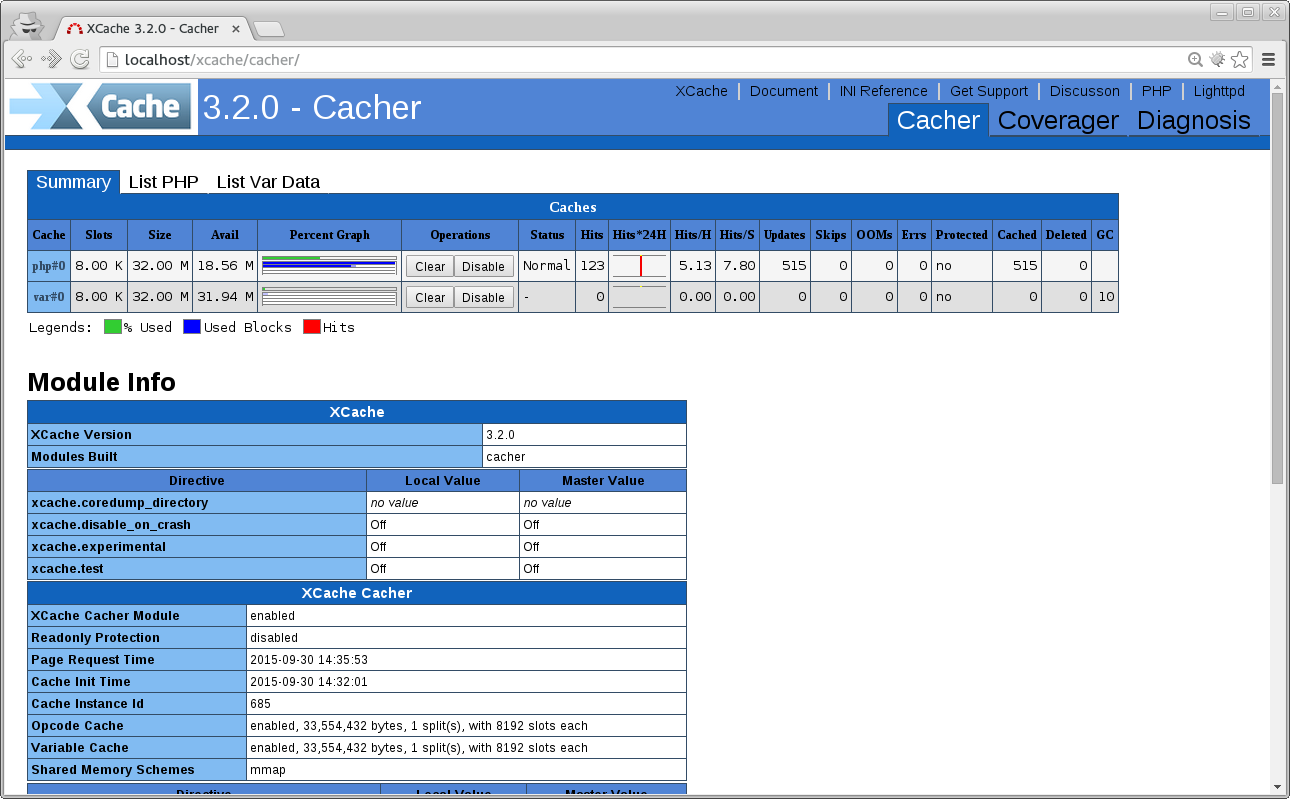 XCache 3.2.0 - Cacher
localhost/xcache/cacher/
XCache | Document | INI Reference | Get Support | Discusson | PHP | Lighttpd
XCache 3.2.0 - Cacher
Cacher Coverager Diagnosis
Summary List PHP List Var Data
Caches
Cache Slots Size Avail Percent Graph Operations Status Hits Hits*24H Hits/H Hits/S Updates Skips OOMs Errs Protected Cached Deleted GC
php#0 8.00 K 32.00 M 18.56 M Clear Disable Normal 123 5.13 7.80 515 0 0 0 no 515 0
var#0 8.00 K 32.00 M 31.94 M Clear Disable - 0 0.00 0.00 0 0 0 0 no 0 0 10
Legends: % Used Used Blocks Hits
Module Info
XCache
XCache Version 3.2.0
Modules Built cacher
Directive Local Value Master Value
xcache.coredump_directory no value no value
xcache.disable_on_crash Off Off
xcache.experimental Off Off
xcache.test Off Off
XCache Cacher
XCache Cacher Module enabled
Readonly Protection disabled
Page Request Time 2015-09-30 14:35:53
Cache Init Time 2015-09-30 14:32:01
Cache Instance Id 685
Opcode Cache enabled, 33,554,432 bytes, 1 split(s), with 8192 slots each
Variable Cache enabled, 33,554,432 bytes, 1 split(s), with 8192 slots each
Shared Memory Schemes mmap
Directive Local Value Master Value